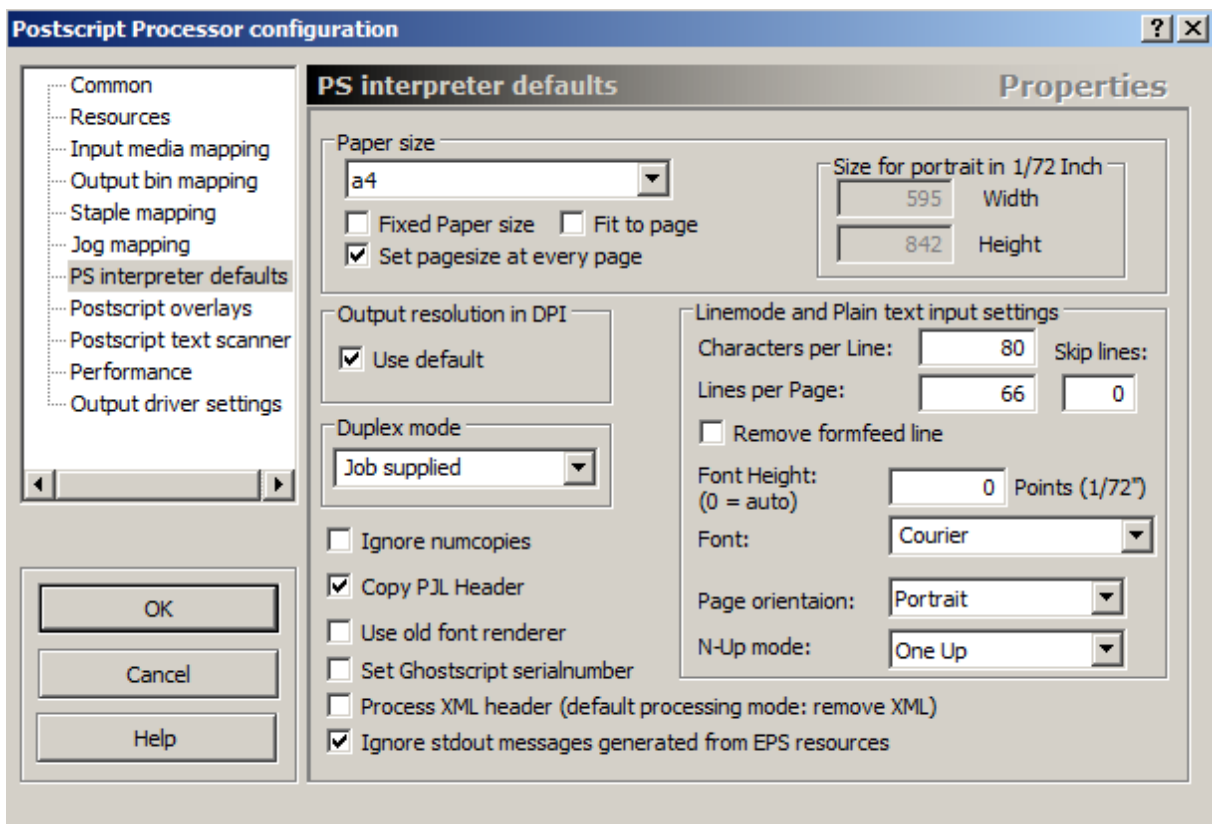 Postscript Processor configuration
Common
Resources
Input media mapping
Output bin mapping
Staple mapping
Jog mapping
PS interpreter defaults
Postscript overlays
Postscript text scanner
Performance
Output driver settings
OK
Cancel
Help
PS interpreter defaults Properties
Paper size
a4
Fixed Paper size Fit to page
Set pagesize at every page
Size for portrait in 1/72 Inch
595 Width
842 Height
Output resolution in DPI
Use default
Duplex mode
Job supplied
Linemode and Plain text input settings
Characters per Line: 80 Skip lines:
Lines per Page: 66 0
Remove formfeed line
Font Height:
(0 = auto) 0 Points (1/72")
Font: Courier
Page orientaion: Portrait
N-Up mode: One Up
Ignore numcopies
Copy PJL Header
Use old font renderer
Set Ghostscript serialnumber
Process XML header (default processing mode: remove XML)
Ignore stdout messages generated from EPS resources